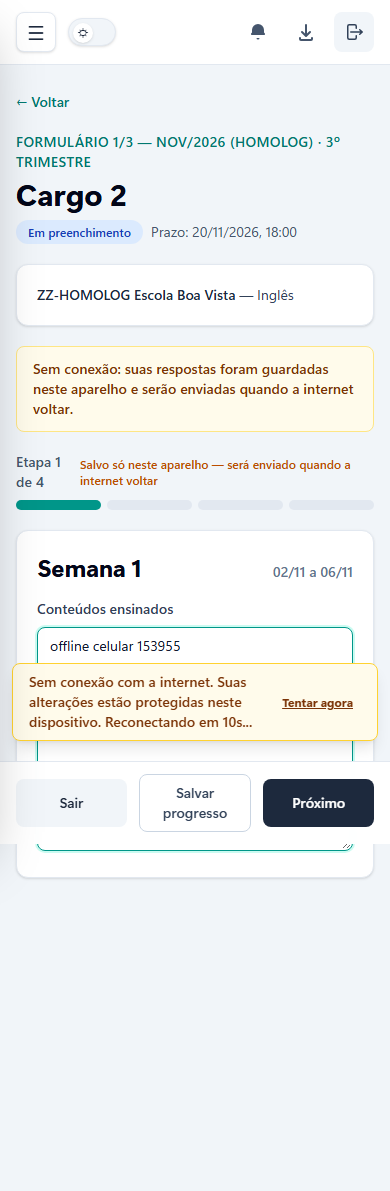 ← Voltar
FORMULÁRIO 1/3 — NOV/2026 (HOMOLOG) · 3º
TRIMESTRE
Cargo 2
Em preenchimento Prazo: 20/11/2026, 18:00
ZZ-HOMOLOG Escola Boa Vista — Inglês
Sem conexão: suas respostas foram guardadas
neste aparelho e serão enviadas quando a internet
voltar.
Etapa 1
de 4
Salvo só neste aparelho — será enviado quando a
internet voltar
Semana 1 02/11 a 06/11
Conteúdos ensinados
offline celular 153955
Sem conexão com a internet. Suas
alterações estão protegidas neste
dispositivo. Reconectando em 10s...
Tentar agora
Sair
Salvar
progresso
Próximo